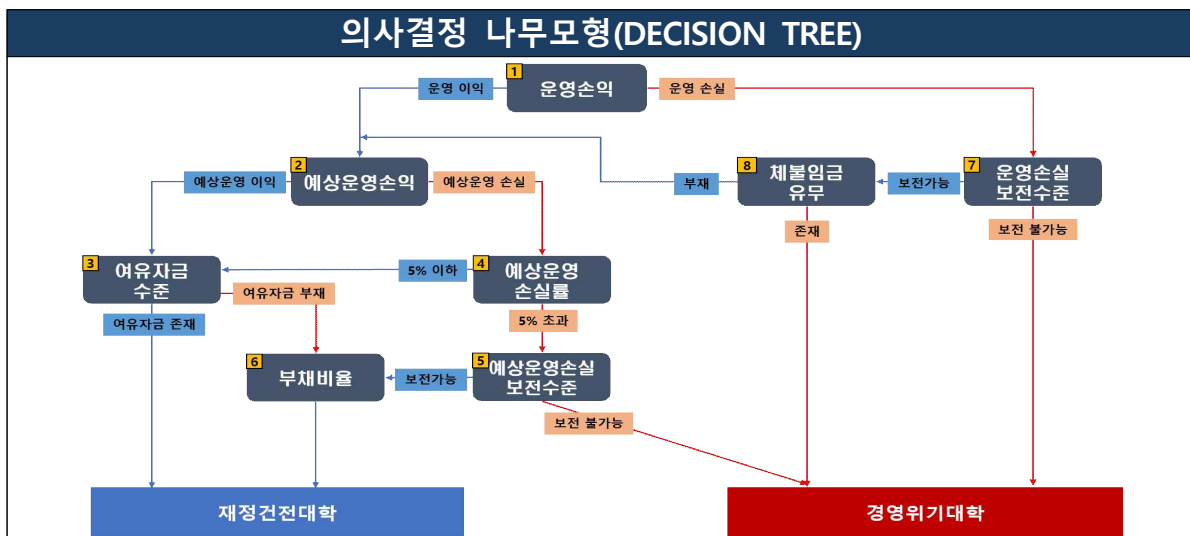 의사결정 나무모형(DECISION TREE)
1
운영 이익
운영손익
운영 손실
2
예상운영 이익
예상운영손익
예상운영 손실
부재
8
체불임금
유무
보전가능
7
운영손실
보전수준
존재
보전 불가능
3
여유자금
수준
5% 이하
4
예상운영
손실률
여유자금 부재
여유자금 존재
5% 초과
6
부채비율
보전가능
5
예상운영손실
보전수준
보전 불가능
재정건전대학
경영위기대학